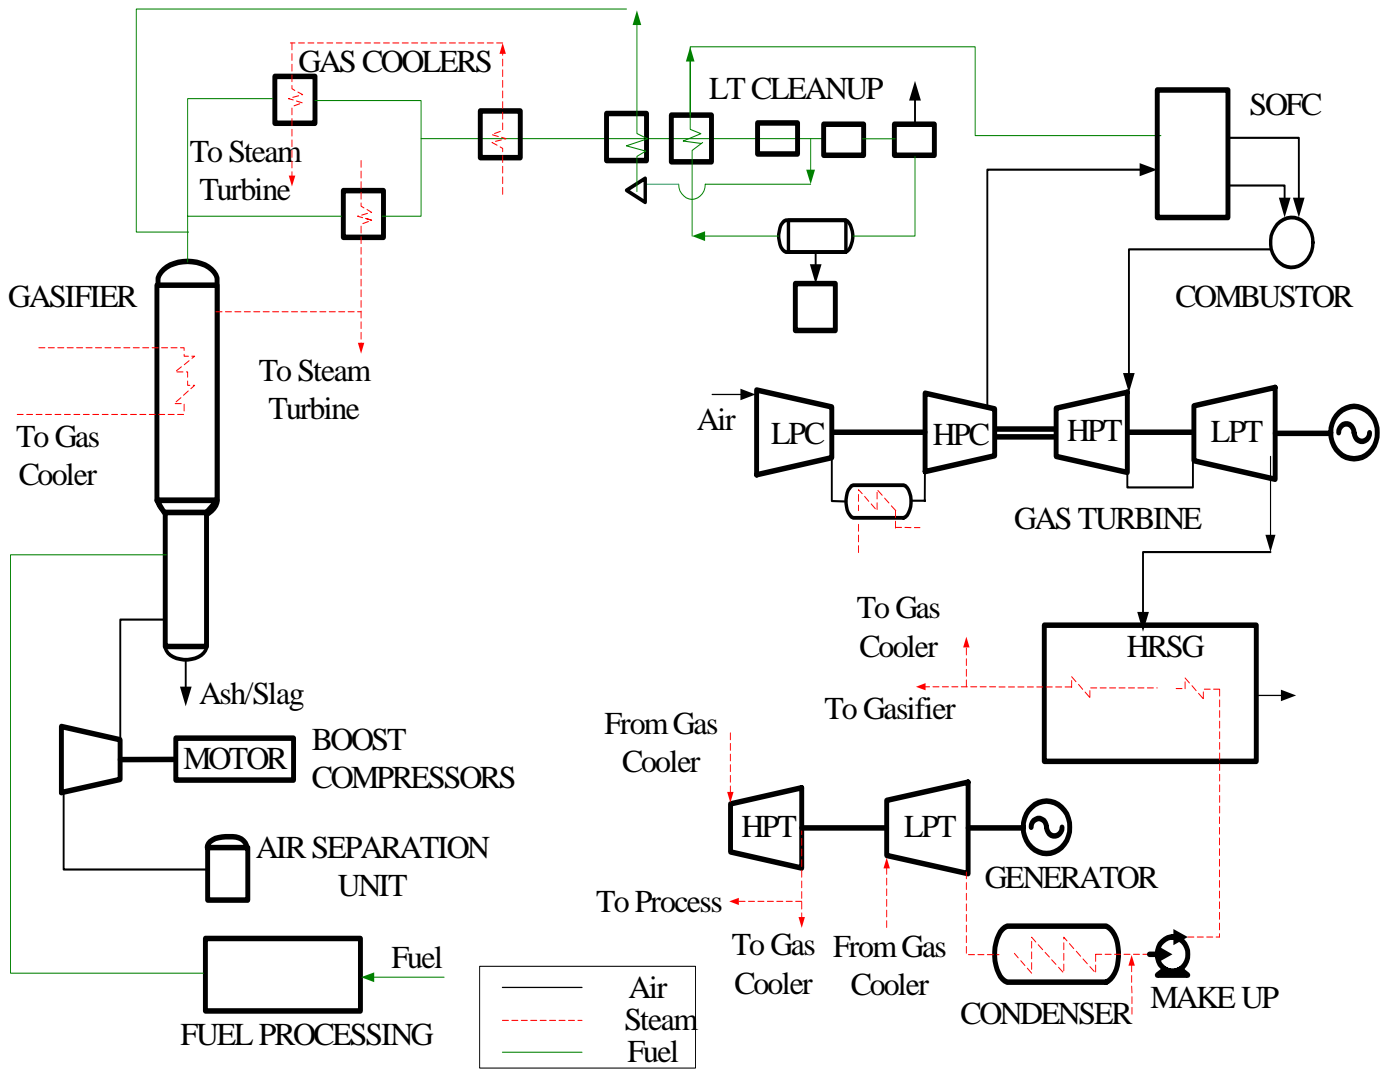 GAS COOLERS
LT CLEANUP
SOFC
To Steam
Turbine
GASIFIER
COMBUSTOR
To Steam
Turbine
Air
LPC
HPC
HPT
LPT
To Gas
Cooler
GAS TURBINE
To Gas
Cooler
HRSG
Ash/Slag
To Gasifier
From Gas
Cooler
MOTOR
BOOST
COMPRESSORS
HPT
LPT
AIR SEPARATION
UNIT
GENERATOR
To Process
To Gas
Cooler
From Gas
Cooler
Fuel
MAKE UP
CONDENSER
FUEL PROCESSING
Air
Steam
Fuel